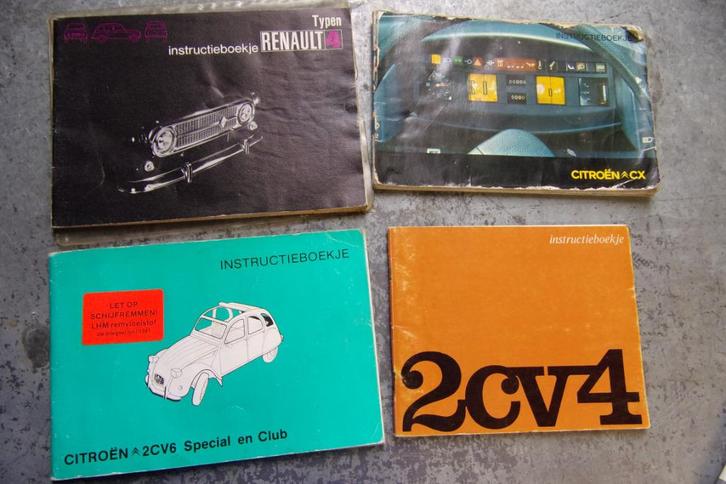 Typen
instructieboekje RENAULT 4
INSTRUCTIEBOEKJE
CITROËN CX
INSTRUCTIEBOEKJE
LET OP
SCHIJFREMMEN!
LHM remvloeistof
CITROËN 2CV6 Special en Club
instructieboekje
2cv4